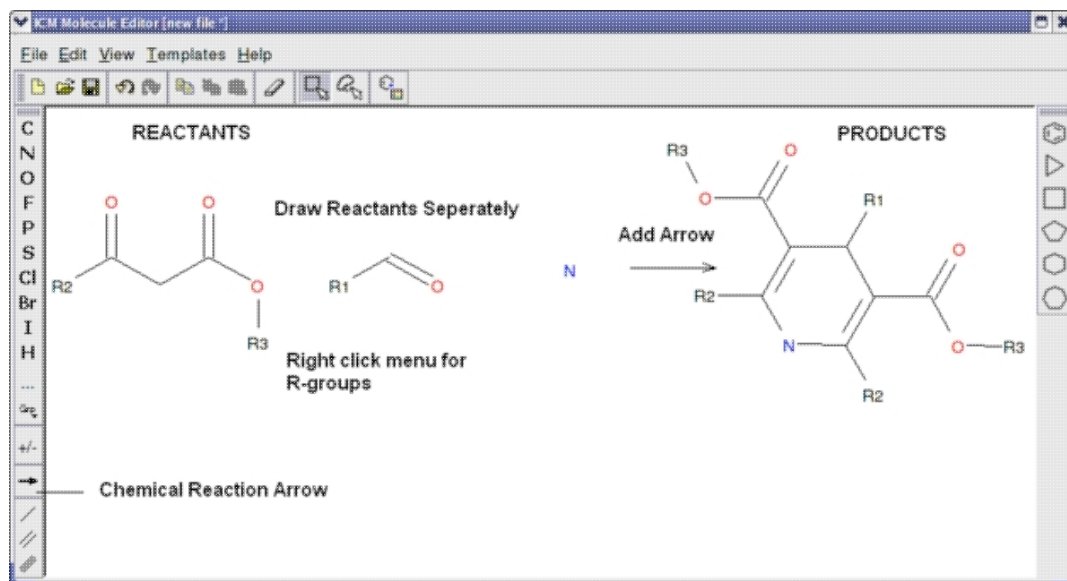 ICM Molecule Editor [new file *]
File Edit View Templates Help
REACTANTS
PRODUCTS
C
N
O
F
P
S
Cl
Br
I
H
...
Grp
+/-
O
O
R2
O
R3
Draw Reactants Seperately
R1
O
Right click menu for
R-groups
N
Add Arrow
R3
O
O
R1
O
R2
N
O
R3
R2
Chemical Reaction Arrow